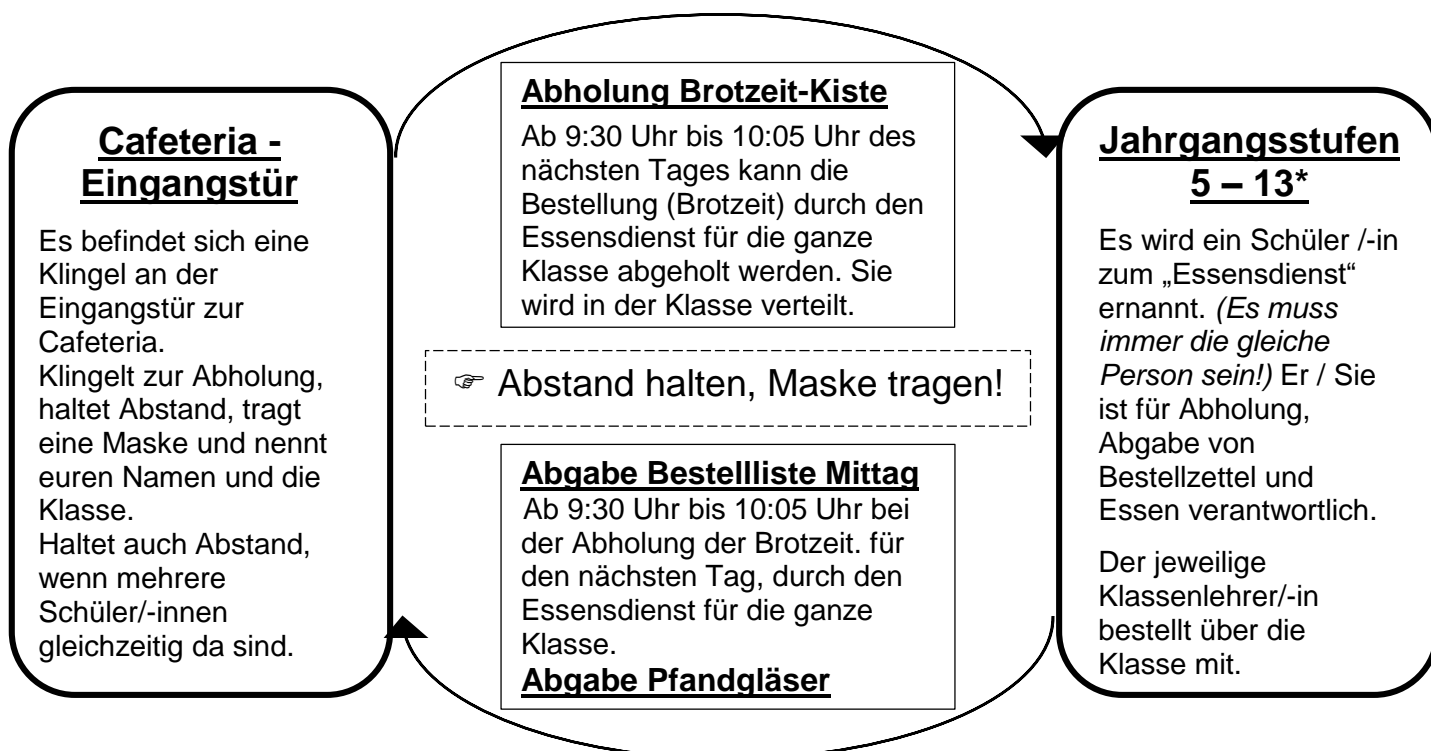 Cafeteria -
Eingangstür
Es befindet sich eine
Klingel an der
Eingangstür zur
Cafeteria.
Klingelt zur Abholung,
haltet Abstand, tragt
eine Maske und nennt
euren Namen und die
Klasse.
Haltet auch Abstand,
wenn mehrere
Schüler/-innen
gleichzeitig da sind.
Abholung Brotzeit-Kiste
Ab 9:30 Uhr bis 10:05 Uhr des
nächsten Tages kann die
Bestellung (Brotzeit) durch den
Essensdienst für die ganze
Klasse abgeholt werden. Sie
wird in der Klasse verteilt.
☞ Abstand halten, Maske tragen!
Abgabe Bestellliste Mittag
Ab 9:30 Uhr bis 10:05 Uhr bei
der Abholung der Brotzeit. für
den nächsten Tag, durch den
Essensdienst für die ganze
Klasse.
Abgabe Pfandgläser
Jahrgangsstufen
5 – 13*
Es wird ein Schüler /-in
zum „Essensdienst“
ernannt. (Es muss
immer die gleiche
Person sein!) Er / Sie
ist für Abholung,
Abgabe von
Bestellzettel und
Essen verantwortlich.
Der jeweilige
Klassenlehrer/-in
bestellt über die
Klasse mit.